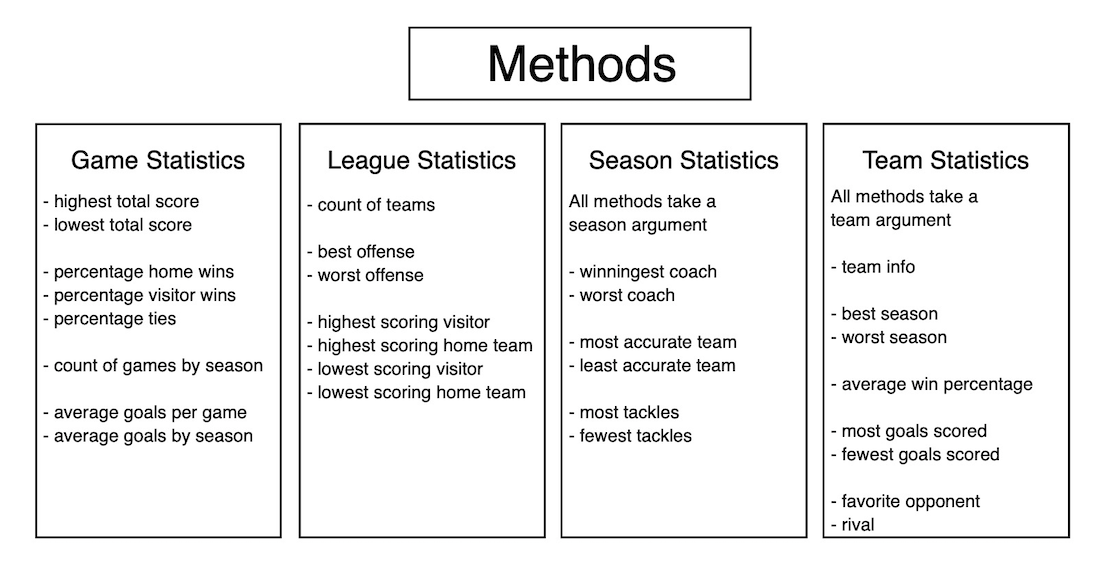 Methods
Game Statistics
- highest total score
- lowest total score
- percentage home wins
- percentage visitor wins
- percentage ties
- count of games by season
- average goals per game
- average goals by season
League Statistics
- count of teams
- best offense
- worst offense
- highest scoring visitor
- highest scoring home team
- lowest scoring visitor
- lowest scoring home team
Season Statistics
All methods take a
season argument
- winningest coach
- worst coach
- most accurate team
- least accurate team
- most tackles
- fewest tackles
Team Statistics
All methods take a
team argument
- team info
- best season
- worst season
- average win percentage
- most goals scored
- fewest goals scored
- favorite opponent
- rival